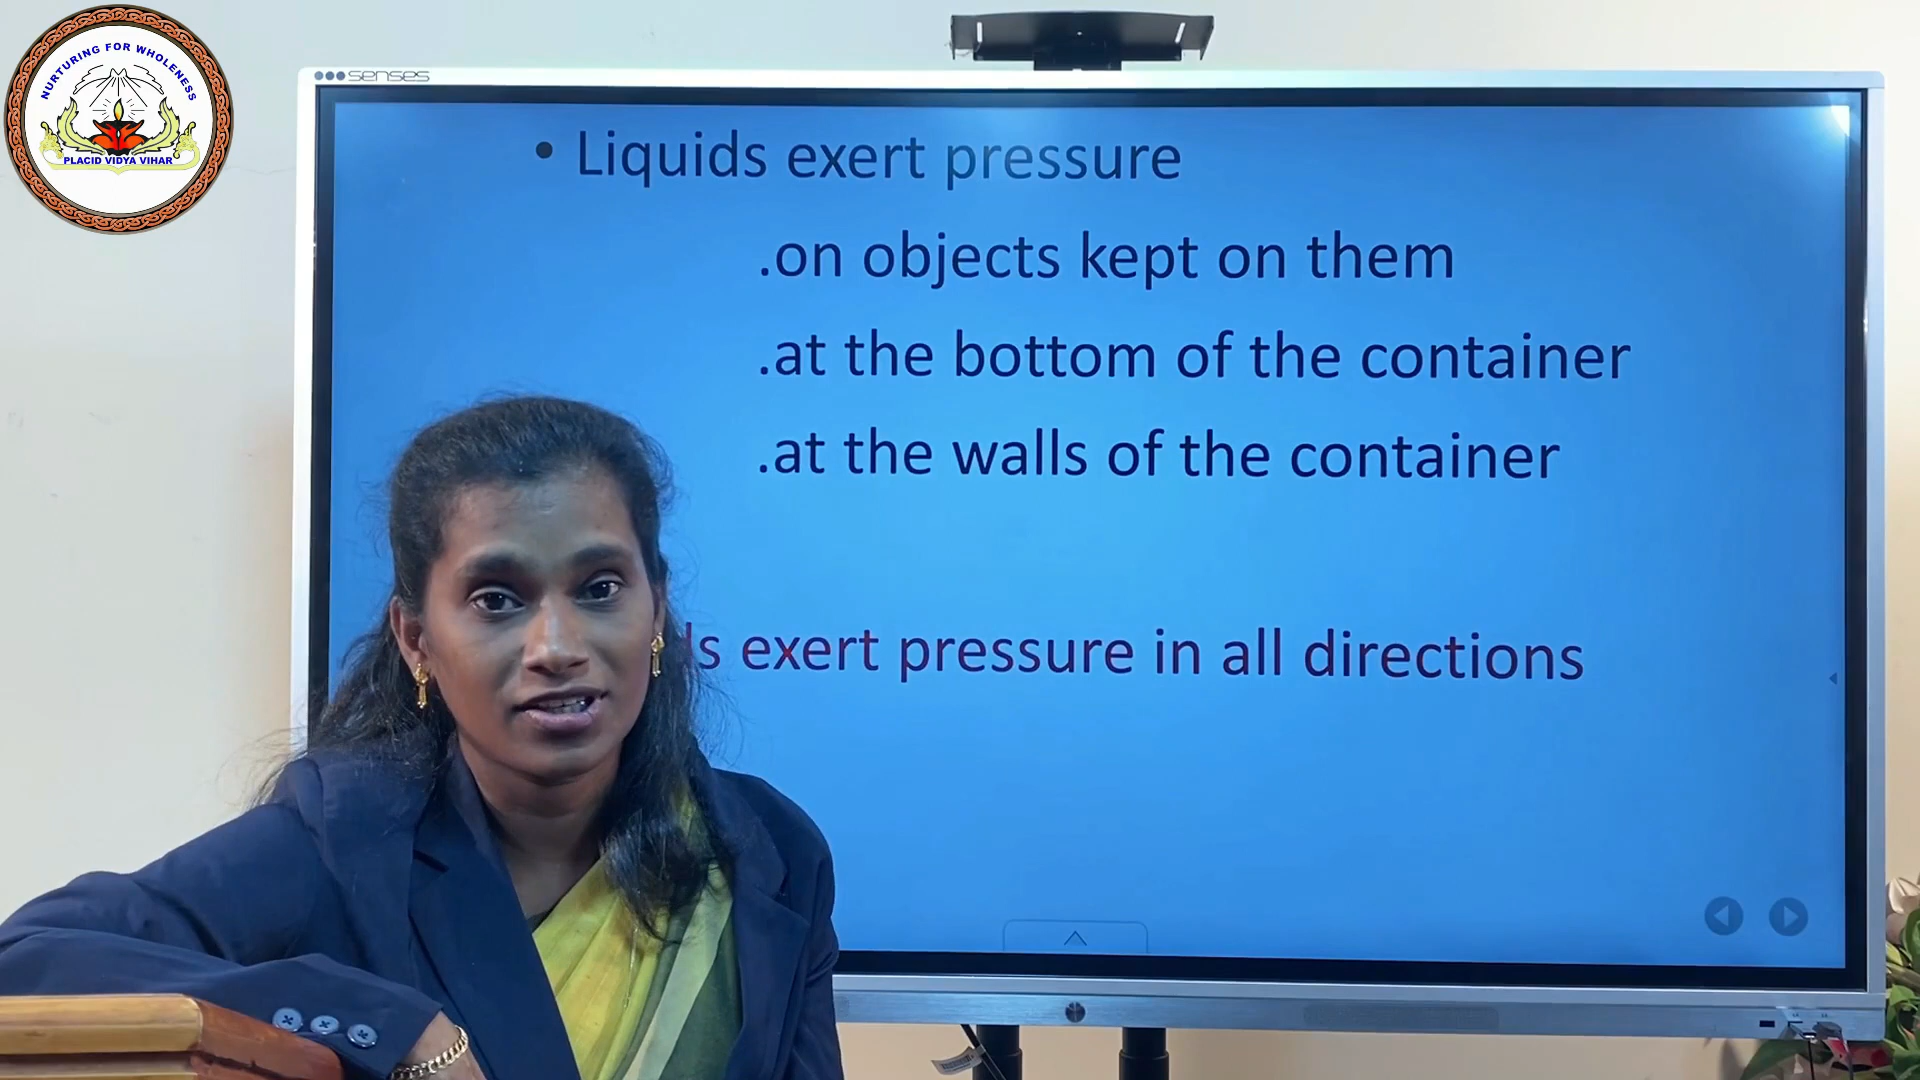 NURTURING FOR WHOLENESS
PLACID VIDYA VIHAR
senses
• Liquids exert pressure
.on objects kept on them
.at the bottom of the container
.at the walls of the container
exert pressure in all directions